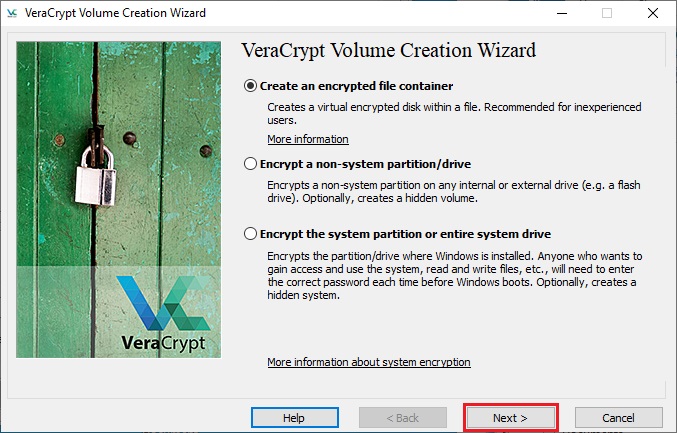 VeraCrypt Volume Creation Wizard
VeraCrypt Volume Creation Wizard
Create an encrypted file container
Creates a virtual encrypted disk within a file. Recommended for inexperienced
users.
More information
Encrypt a non-system partition/drive
Encrypts a non-system partition on any internal or external drive (e.g. a flash
drive). Optionally, creates a hidden volume.
Encrypt the system partition or entire system drive
Encrypts the partition/drive where Windows is installed. Anyone who wants to
gain access and use the system, read and write files, etc., will need to enter
the correct password each time before Windows boots. Optionally, creates a
hidden system.
VeraCrypt
More information about system encryption
Help
< Back
Next >
Cancel